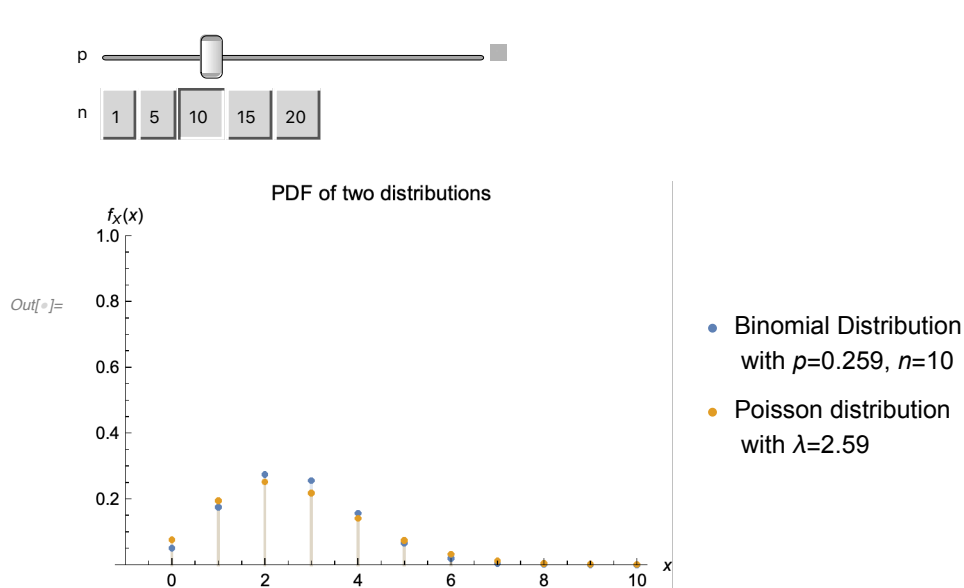 p
n 1 5 10 15 20
PDF of two distributions
fX(x)
1.0
Out[•]=
0.8
0.6
0.4
0.2
0 2 4 6 8 10 x
Binomial Distribution
with p=0.259, n=10
Poisson distribution
with λ=2.59